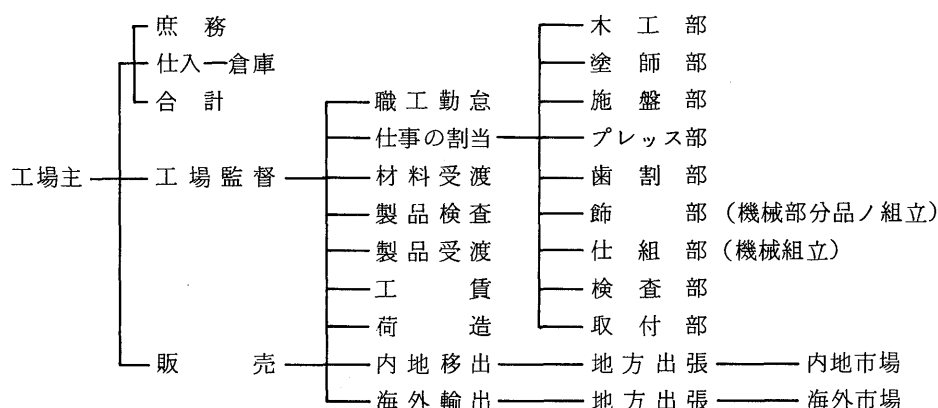 庶務 木工部
仕入 倉庫 塗師部
合計 職工勤怠 施盤部
仕事の割当 プレッス部
工場主 工場監督 材料受渡 歯割部
製品検査 飾部(機械部分品ノ組立)
製品受渡 仕組部(機械組立)
工賃 検査部
荷造 取付部
販売 内地移出 地方出張 内地市場
海外輸出 地方出張 海外市場